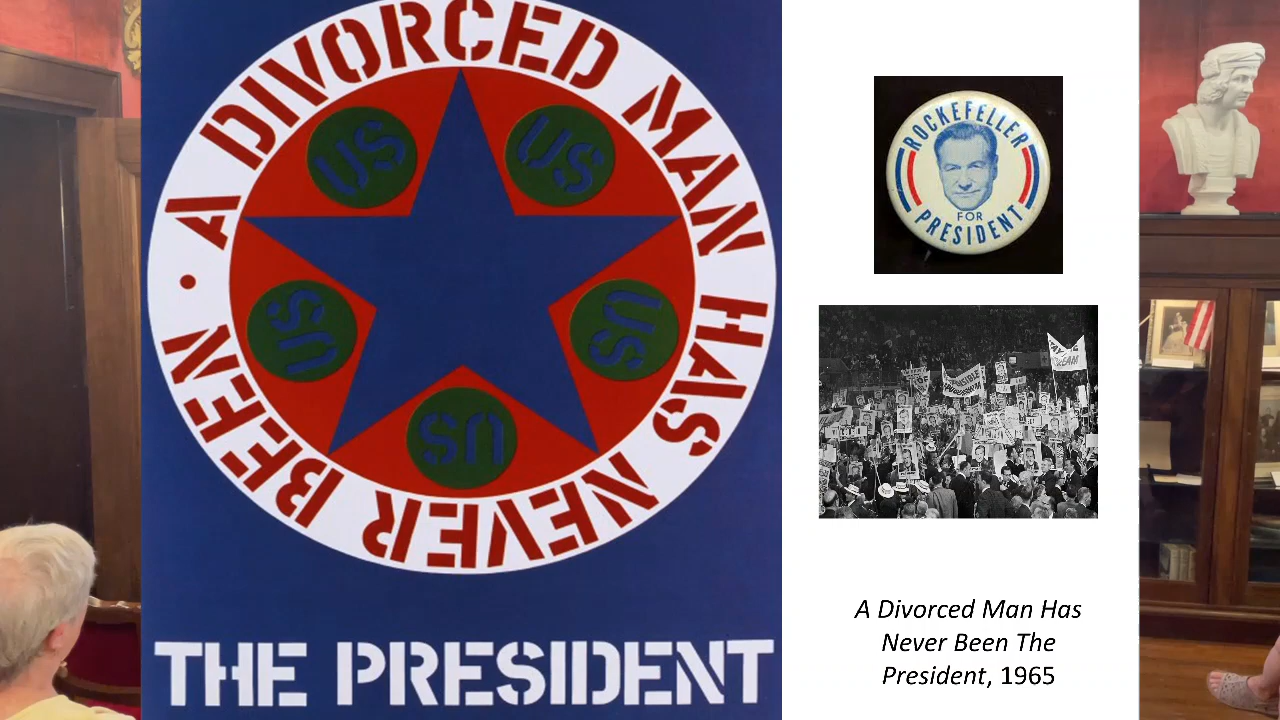 A DIVORCED MAN HAS NEVER BEEN •
US
US
US
US
US
THE PRESIDENT
ROCKEFELLER
FOR
PRESIDENT
A Divorced Man Has
Never Been The
President, 1965